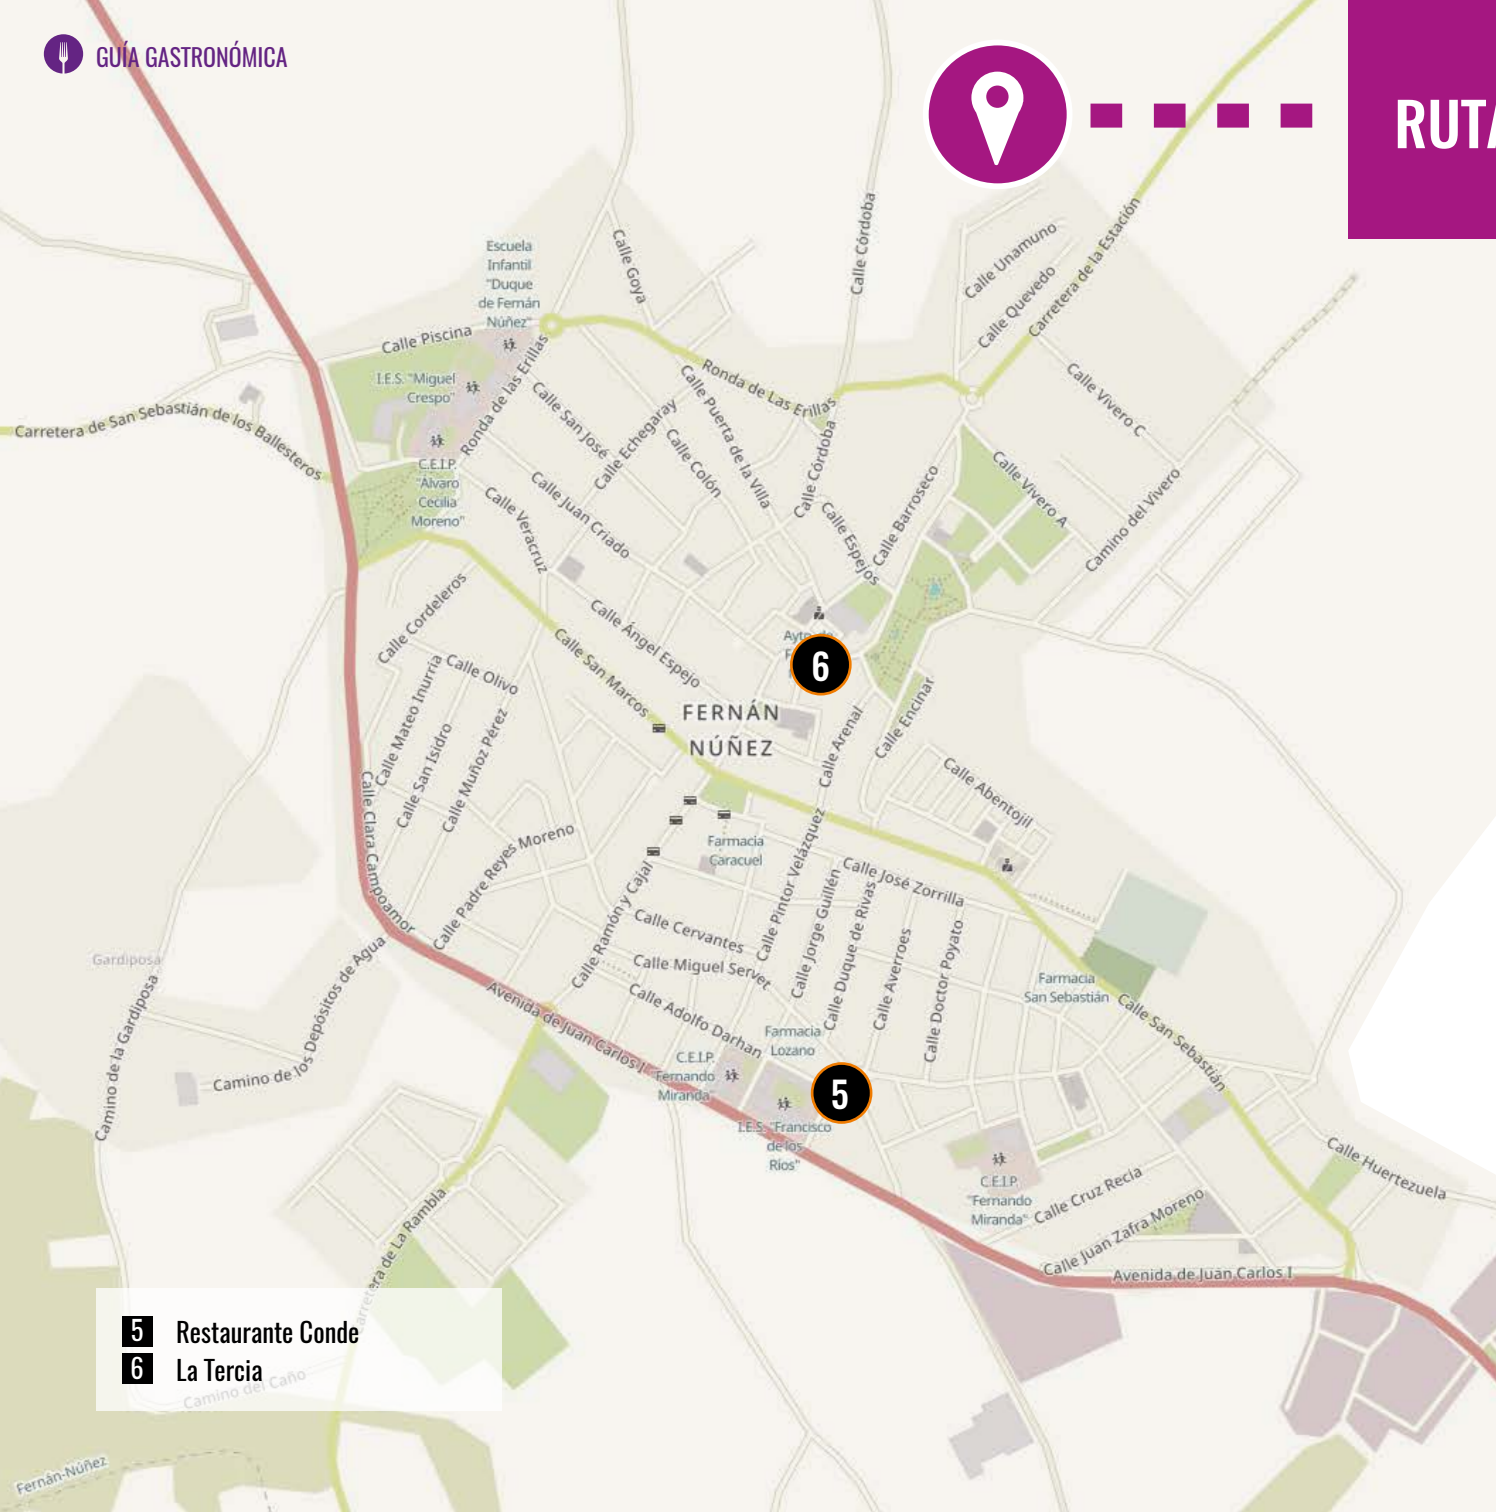 GUÍA GASTRONÓMICA
RUTA
Escuela
Infantil
"Duque
de Fernán
Núñez"
Calle Piscina
I.E.S. "Miguel
Crespo"
C.E.I.P.
"Álvaro
Cecilia
Moreno"
Ronda de las Erillas
Carretera de San Sebastián de los Ballesteros
Calle Goya
Calle Córdoba
Calle Unamuno
Calle Quevedo
Carretera de la Estación
Ronda de Las Erillas
Calle San José
Calle Echegaray
Calle Puerta de la Villa
Calle Colón
Calle Córdoba
Calle Vivero C
Calle Vivero A
Camino del Vivero
Calle Barroseco
Calle Espejos
Calle Juan Criado
Calle Veracruz
Calle Cordeleros
Calle Ángel Espejo
Calle San Marcos
Calle Olivo
Calle Mateo Inurria
Calle San Isidro
Calle Muñoz Pérez
6
FERNÁN
NÚÑEZ
Calle Arenal
Calle Encinar
Calle Abentojil
Calle Clara Campoamor
Calle Padre Reyes Moreno
Farmacia
Caracuel
Calle Pintor Velázquez
Calle José Zorrilla
Calle Ramón y Cajal
Calle Cervantes
Calle Miguel Servet
Calle Jorge Guillén
Calle Duque de Rivas
Calle Averroes
Calle Doctor Poyato
Gardiposa
Camino de la Gardiposa
Camino de los Depósitos de Agua
Avenida de Juan Carlos I
Calle Adolfo Darhan
Farmacia
San Sebastián
Calle San Sebastián
Farmacia
Lozano
C.E.I.P.
Fernando
Miranda"
5
I.E.S. "Francisco
de los
Ríos"
C.E.I.P.
"Fernando
Miranda"
Calle Cruz Recia
Calle Juan Zafra Moreno
Calle Huertezuela
Avenida de Juan Carlos I
Carretera de La Rambla
5 Restaurante Conde
6 La Tercia
Camino del Caño
Fernán-Núñez